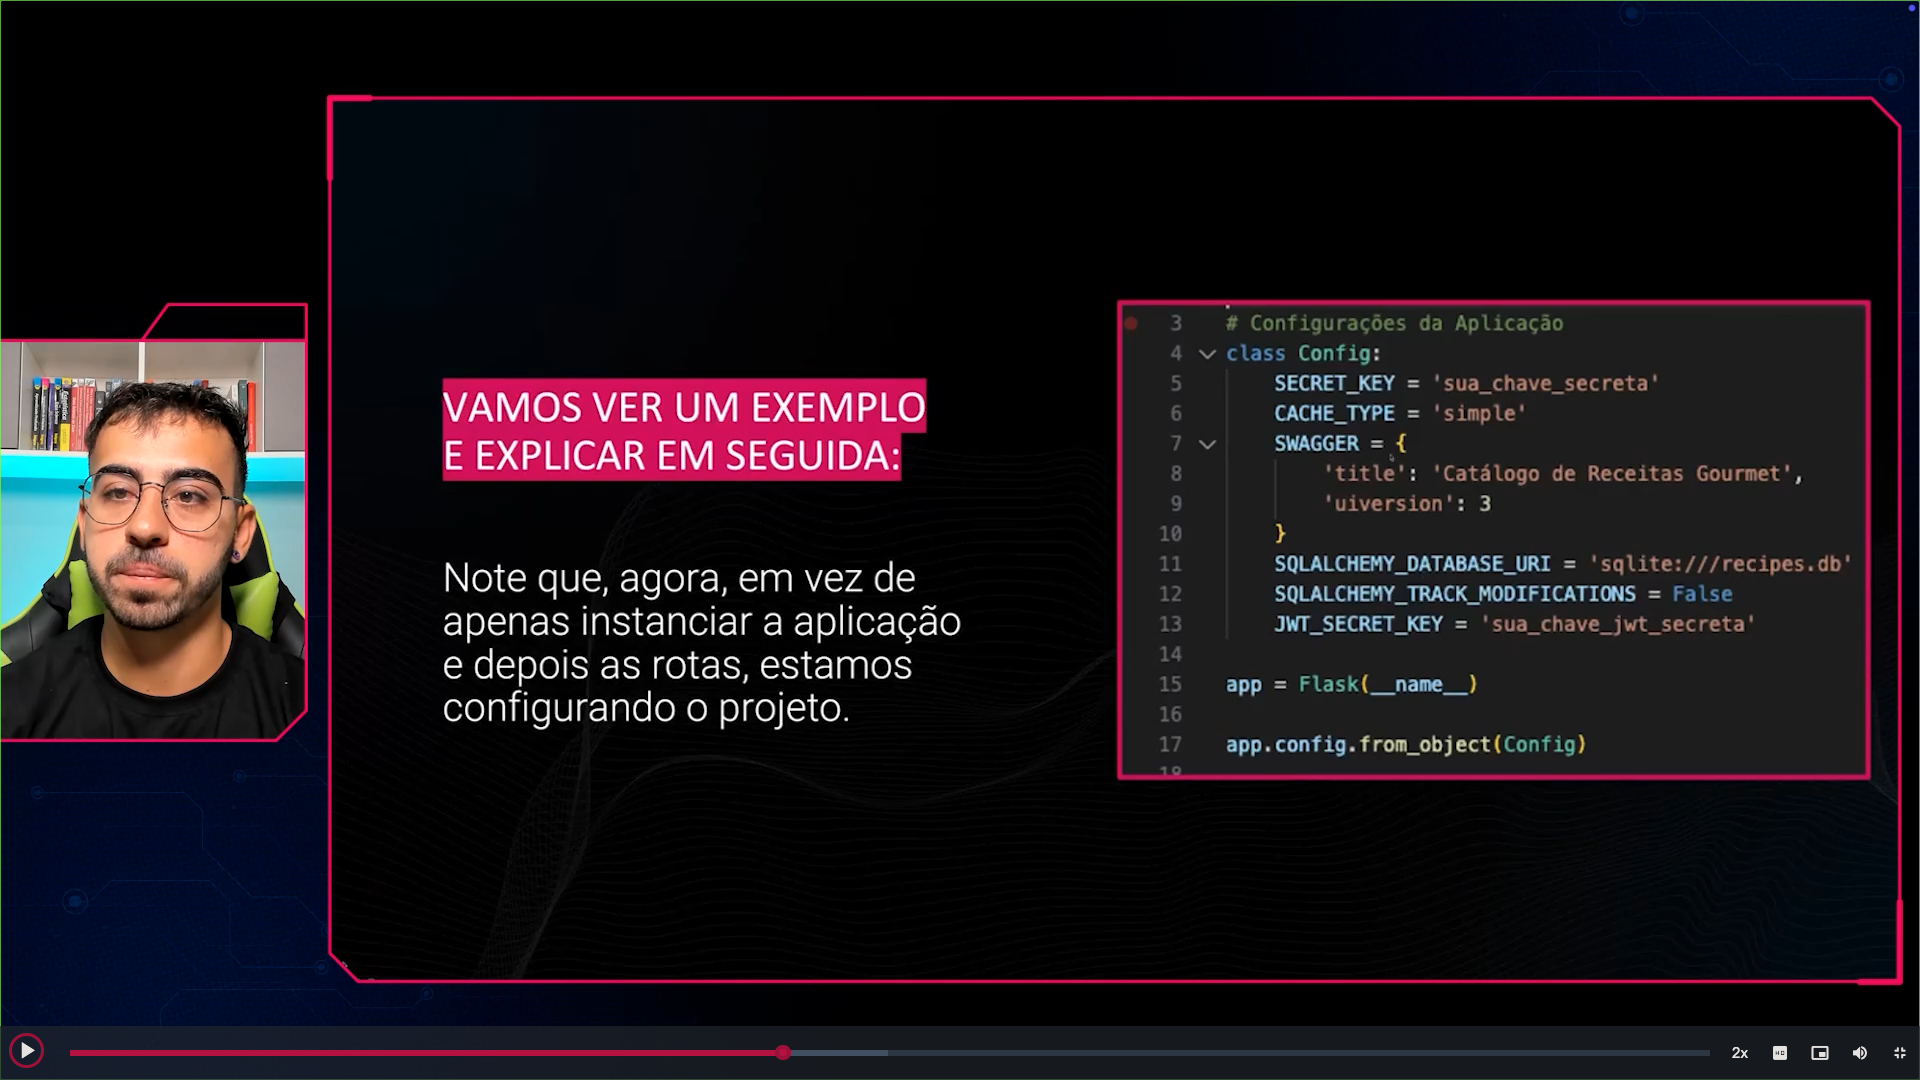 VAMOS VER UM EXEMPLO
E EXPLICAR EM SEGUIDA:
Note que, agora, em vez de
apenas instanciar a aplicação
e depois as rotas, estamos
configurando o projeto.
3 # Configurações da Aplicação
4 class Config:
5 SECRET_KEY = 'sua_chave_secreta'
6 CACHE_TYPE = 'simple'
7 SWAGGER = {
8 'title': 'Catálogo de Receitas Gourmet',
9 'uiversion': 3
10 }
11 SQLALCHEMY_DATABASE_URI = 'sqlite:///recipes.db'
12 SQLALCHEMY_TRACK_MODIFICATIONS = False
13 JWT_SECRET_KEY = 'sua_chave_jwt_secreta'
14
15 app = Flask(__name__)
16
17 app.config.from_object(Config)
18
2x